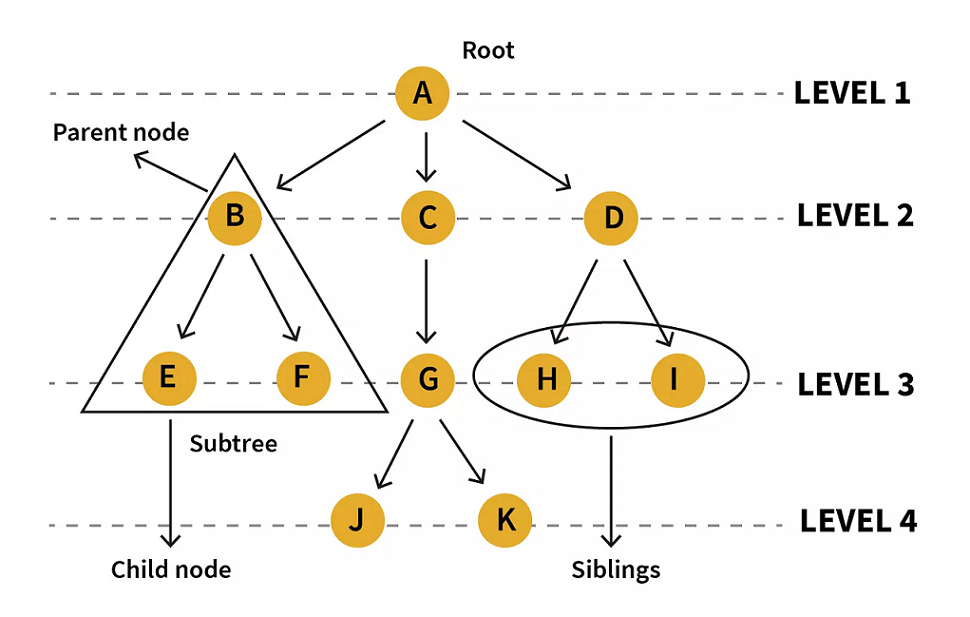 Root
A
LEVEL 1
Parent node
B
C
D
LEVEL 2
E
F
G
H
I
LEVEL 3
Subtree
J
K
LEVEL 4
Child node
Siblings